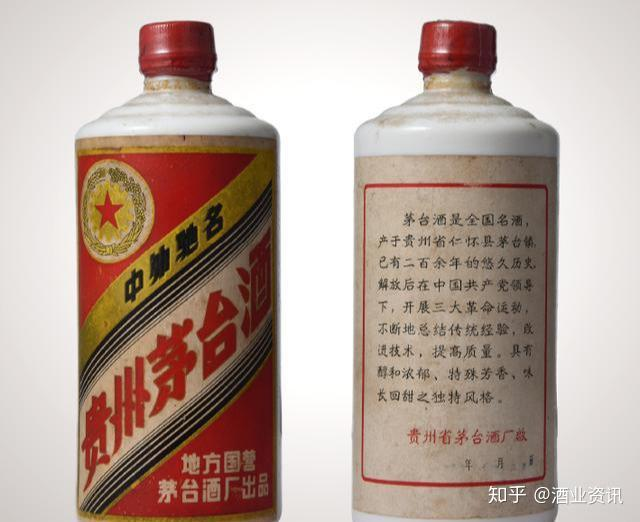 中外驰名
贵州茅台酒
地方国营
茅台酒厂出品
茅台酒是全国名酒,
产于贵州省仁怀县茅台镇,
已有二百余年的悠久历史,
解放后在中国共产党领导
下,开展三大革命运动,
不断地总结传统经验,改
进技术,提高质量。具有
醇和浓郁、特殊芳香、味
长回甜之独特风格。
贵州省茅台酒厂啟
年 月
知乎 @酒业资讯